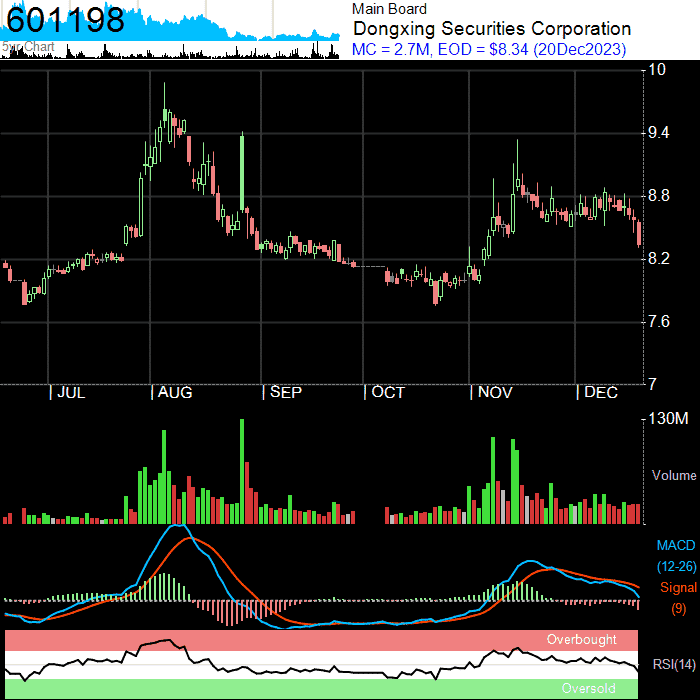 601198
5yr Chart
Main Board
Dongxing Securities Corporation
MC = 2.7M, EOD = $8.34 (20Dec2023)
10
9.4
8.8
8.2
7.6
7
| JUL | AUG | SEP | OCT | NOV | DEC
130M
Volume
MACD
(12-26)
Signal
(9)
Overbought
RSI(14)
Oversold